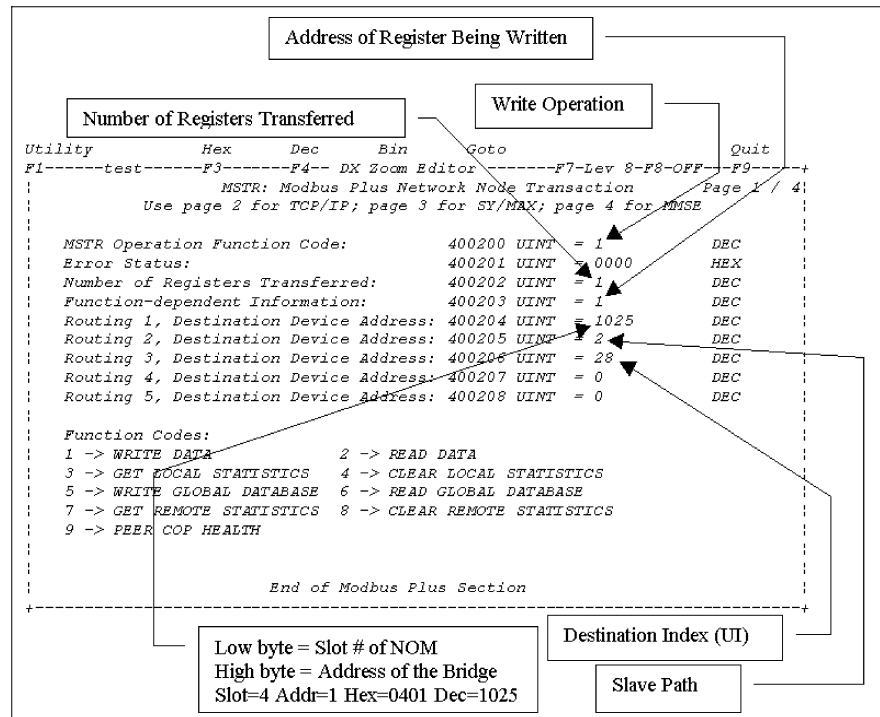 Address of Register Being Written
Write Operation
Number of Registers Transferred
Utility Hex Dec Bin Goto Quit
F1------test------F3-------F4-- DX Zoom Editor -------F7-Lev 8-F8-OFF---F9-----+
MSTR: Modbus Plus Network Node Transaction Page 1 / 4
Use page 2 for TCP/IP; page 3 for SY/MAX; page 4 for MMSE
MSTR Operation Function Code: 400200 UINT = 1 DEC
Error Status: 400201 UINT = 0000 HEX
Number of Registers Transferred: 400202 UINT = 1 DEC
Function-dependent Information: 400203 UINT = 1 DEC
Routing 1, Destination Device Address: 400204 UINT = 1025 DEC
Routing 2, Destination Device Address: 400205 UINT = 2 DEC
Routing 3, Destination Device Address: 400206 UINT = 28 DEC
Routing 4, Destination Device Address: 400207 UINT = 0 DEC
Routing 5, Destination Device Address: 400208 UINT = 0 DEC
Function Codes:
1 -> WRITE DATA 2 -> READ DATA
3 -> GET LOCAL STATISTICS 4 -> CLEAR LOCAL STATISTICS
5 -> WRITE GLOBAL DATABASE 6 -> READ GLOBAL DATABASE
7 -> GET REMOTE STATISTICS 8 -> CLEAR REMOTE STATISTICS
9 -> PEER COP HEALTH
End of Modbus Plus Section
Low byte = Slot # of NOM
High byte = Address of the Bridge
Slot=4 Addr=1 Hex=0401 Dec=1025
Destination Index (UI)
Slave Path